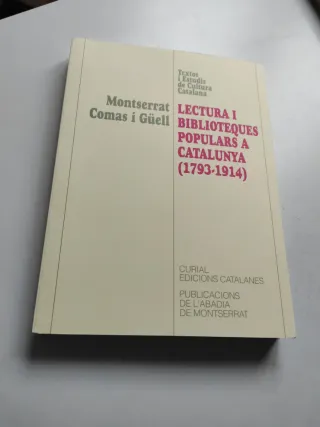 Textos
i Estudis
de Cultura
Catalana
Montserrat
Comas i Güell
LECTURA I
BIBLIOTEQUES
POPULARS A
CATALUNYA
(1793-1914)
CURIAL
EDICIONS CATALANES
PUBLICACIONS
DE L'ABADIA
DE MONTSERRAT